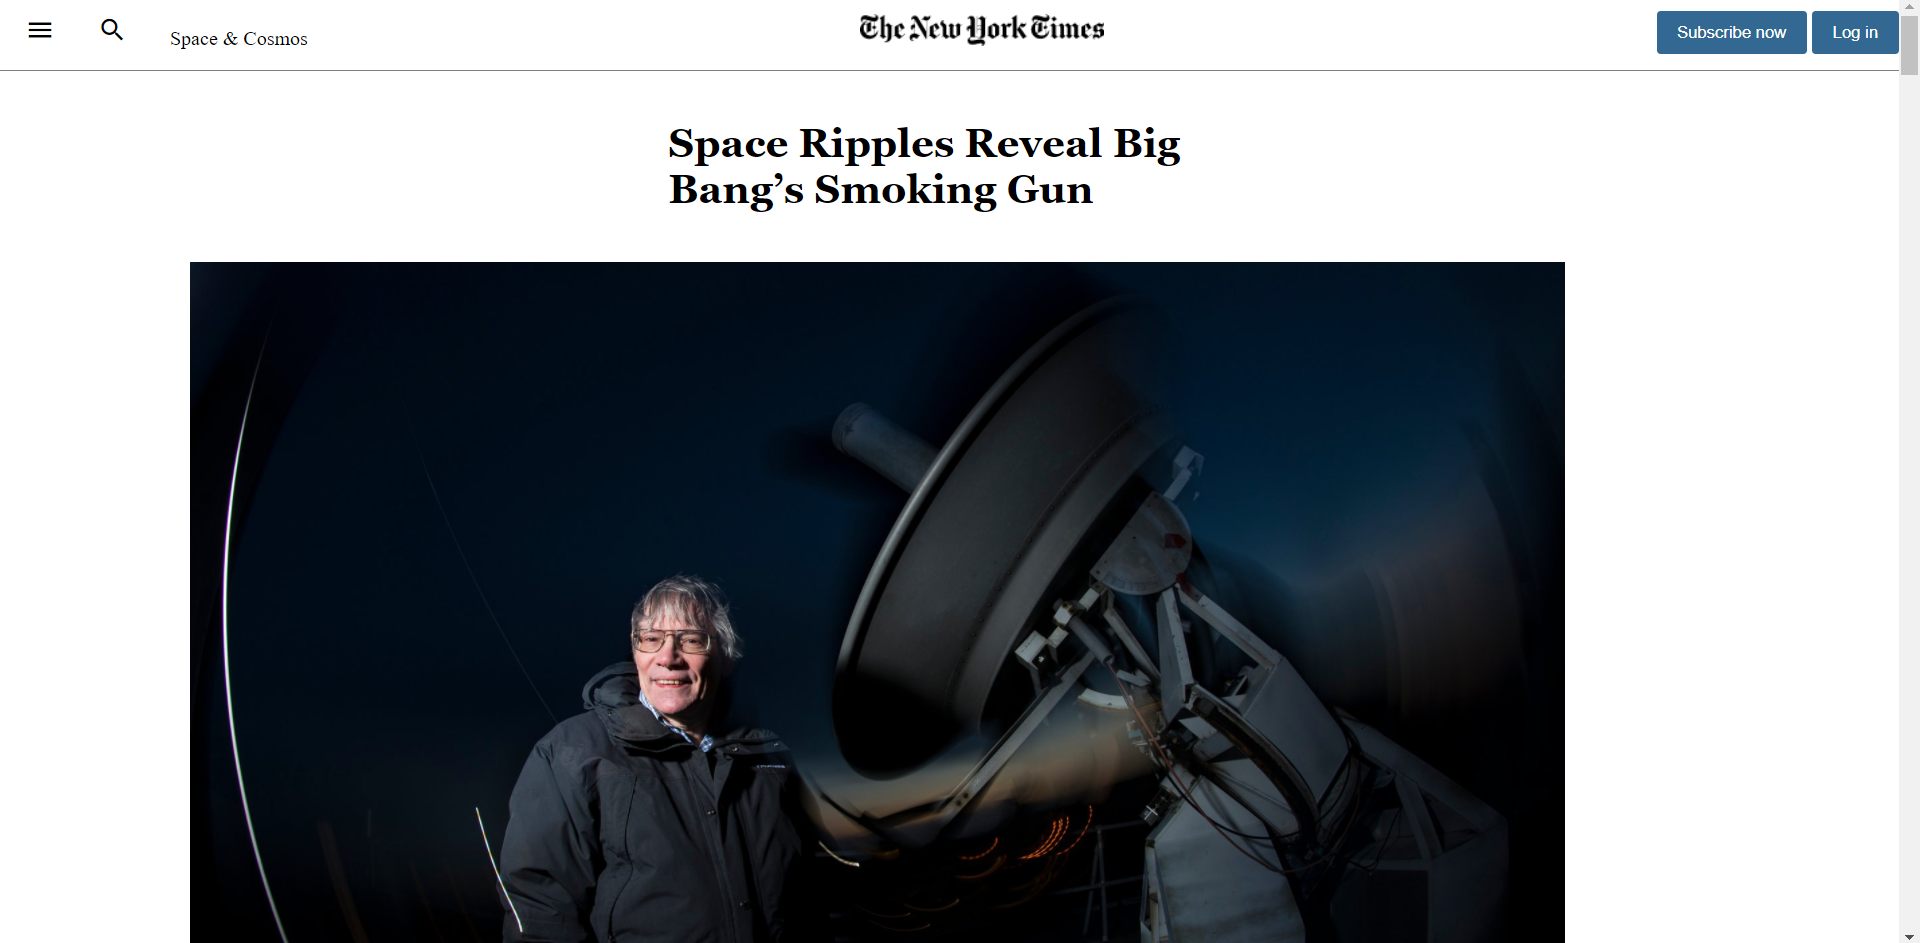 Space & Cosmos
The New York Times
Subscribe now
Log in
Space Ripples Reveal Big
Bang’s Smoking Gun